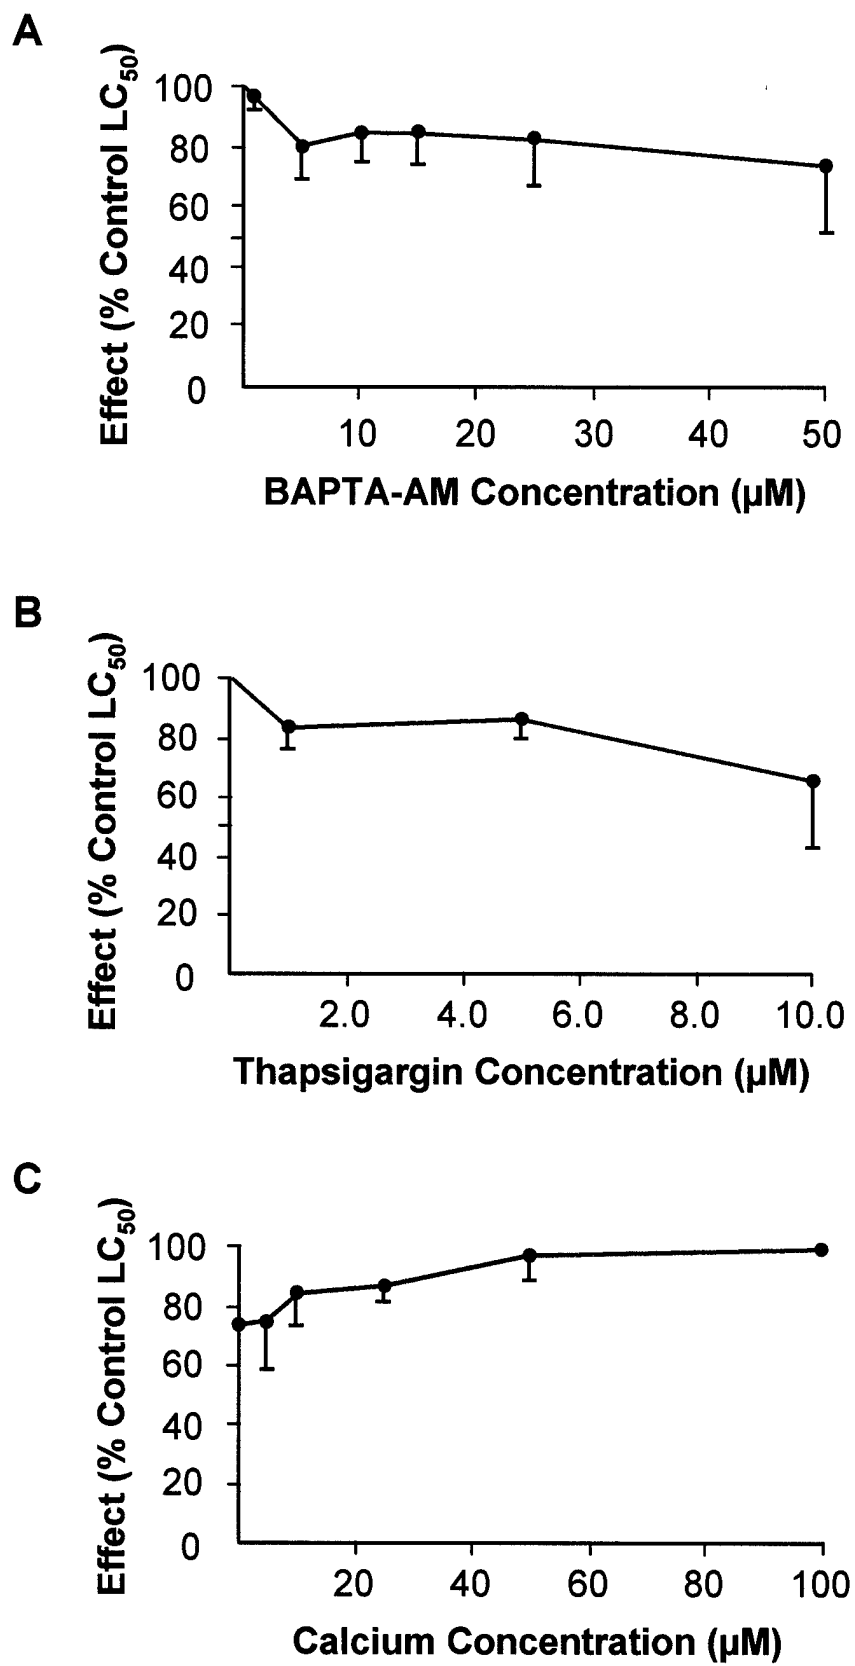 A
Effect (% Control LC50)
100
80
60
40
20
0
10 20 30 40 50
BAPTA-AM Concentration (µM)
B
Effect (% Control LC50)
100
80
60
40
20
0
2.0 4.0 6.0 8.0 10.0
Thapsigargin Concentration (µM)
C
Effect (% Control LC50)
100
80
60
40
20
0
20 40 60 80 100
Calcium Concentration (µM)